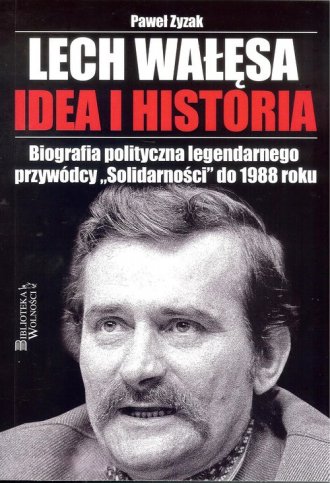 Paweł Zyzak
LECH WAŁĘSA
IDEA I HISTORIA
Biografia polityczna legendarnego
przywódcy „Solidarności” do 1988 roku
BIBLIOTEKA
WOLNOŚCI